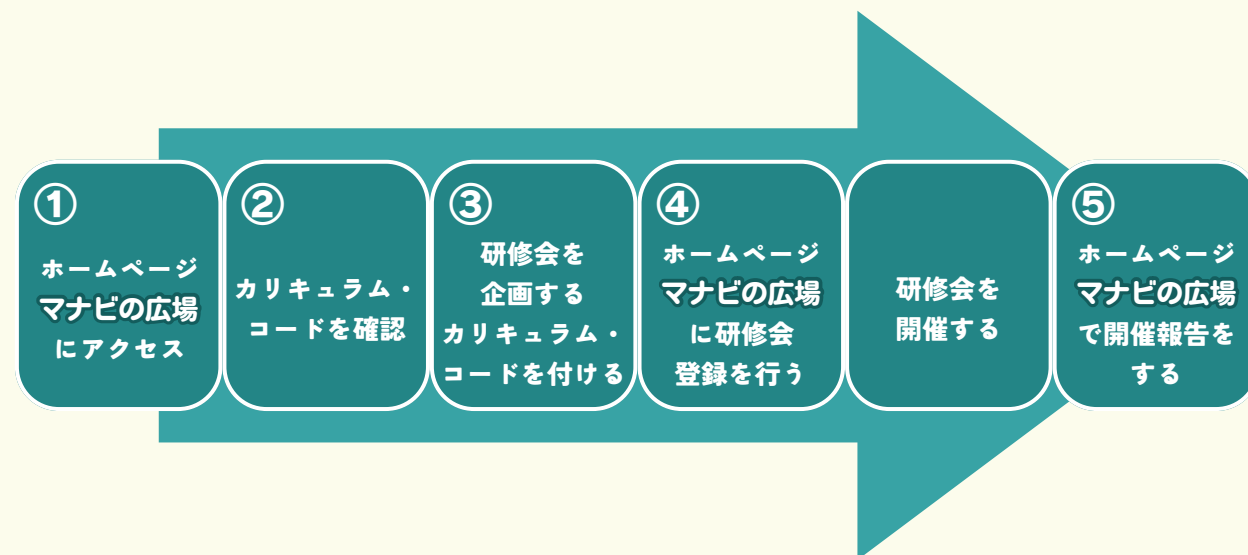 ①
ホームページ
マナビの広場
にアクセス
②
カリキュラム・
コードを確認
③
研修会を
企画する
カリキュラム・
コードを付ける
④
ホームページ
マナビの広場
に研修会
登録を行う
研修会を
開催する
⑤
ホームページ
マナビの広場
で開催報告を
する